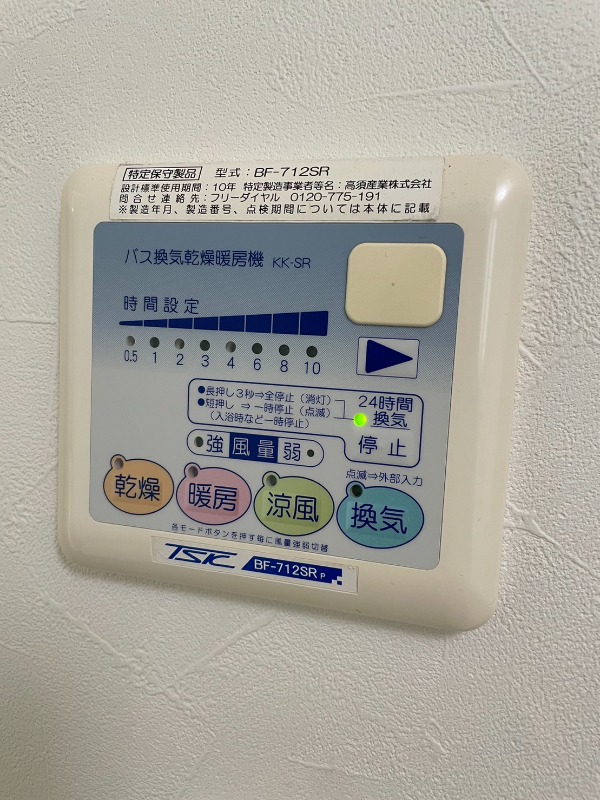 特定保守製品 型式：BF-712SR
設計標準使用期間：10年 特定製造事業者等名：高須産業株式会社
問合せ連絡先：フリーダイヤル 0120-775-191
※製造年月、製造番号、点検期間については本体に記載
バス換気乾燥暖房機 KK-SR
時間設定
0.5 1 2 3 4 6 8 10
●長押し3秒⇒全停止（消灯）
●短押し ⇒一時停止（点滅）
（入浴時など一時停止）
24時間
換気
停止
強 風量 弱
点滅⇒外部入力
乾燥 暖房 涼風 換気
各モードボタンを押す毎に風量強弱切替
TSK BF-712SR P